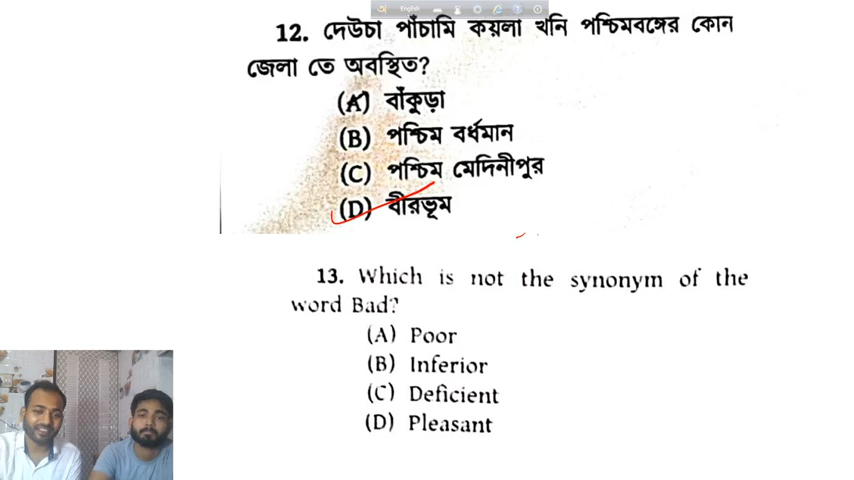 English
12. দেউচা পাঁচামি কয়লা খনি পশ্চিমবঙ্গের কোন
জেলা তে অবস্থিত?
(A) বাঁকুড়া
(B) পশ্চিম বর্ধমান
(C) পশ্চিম মেদিনীপুর
(D) বীরভূম
13. Which is not the synonym of the
word Bad?
(A) Poor
(B) Inferior
(C) Deficient
(D) Pleasant